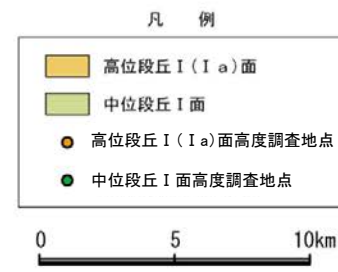 凡 例
高位段丘Ⅰ(Ⅰa)面
中位段丘Ⅰ面
高位段丘Ⅰ(Ⅰa)面高度調査地点
中位段丘Ⅰ面高度調査地点
0 5 10km